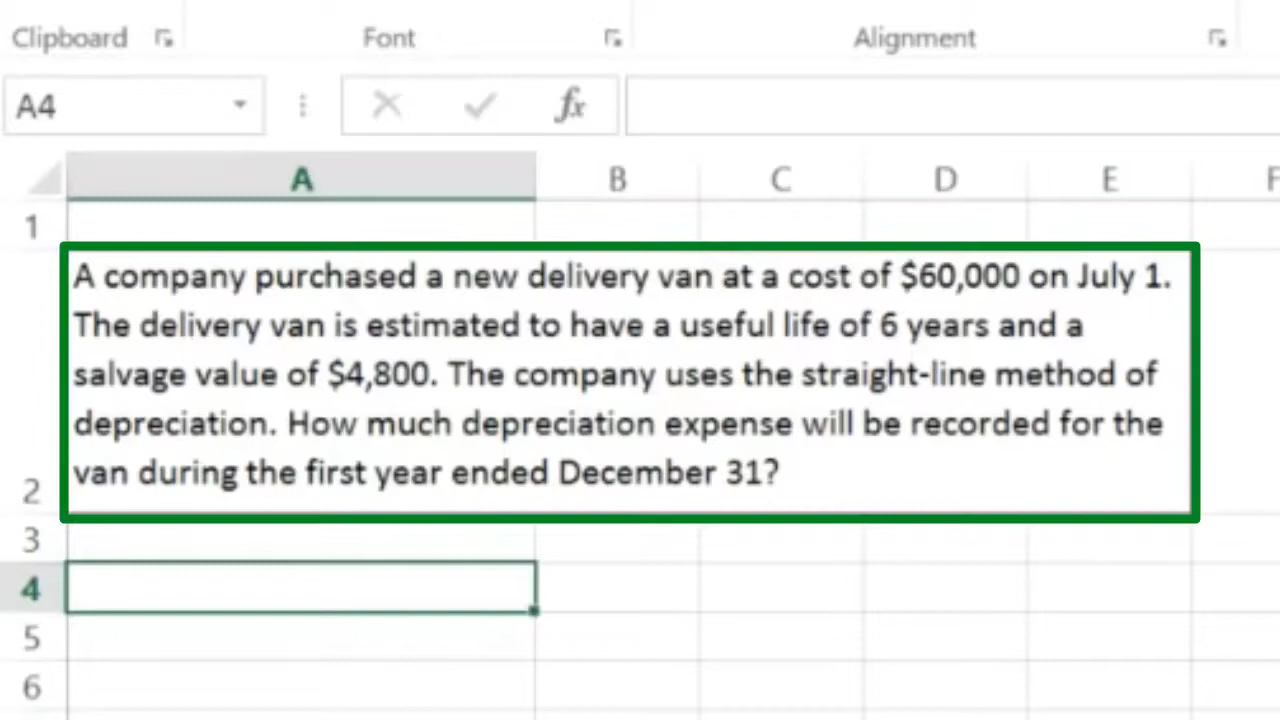 Clipboard Font Alignment
A4 fx
A B C D E F
1
A company purchased a new delivery van at a cost of $60,000 on July 1.
The delivery van is estimated to have a useful life of 6 years and a
salvage value of $4,800. The company uses the straight-line method of
depreciation. How much depreciation expense will be recorded for the
van during the first year ended December 31?
2
3
4
5
6